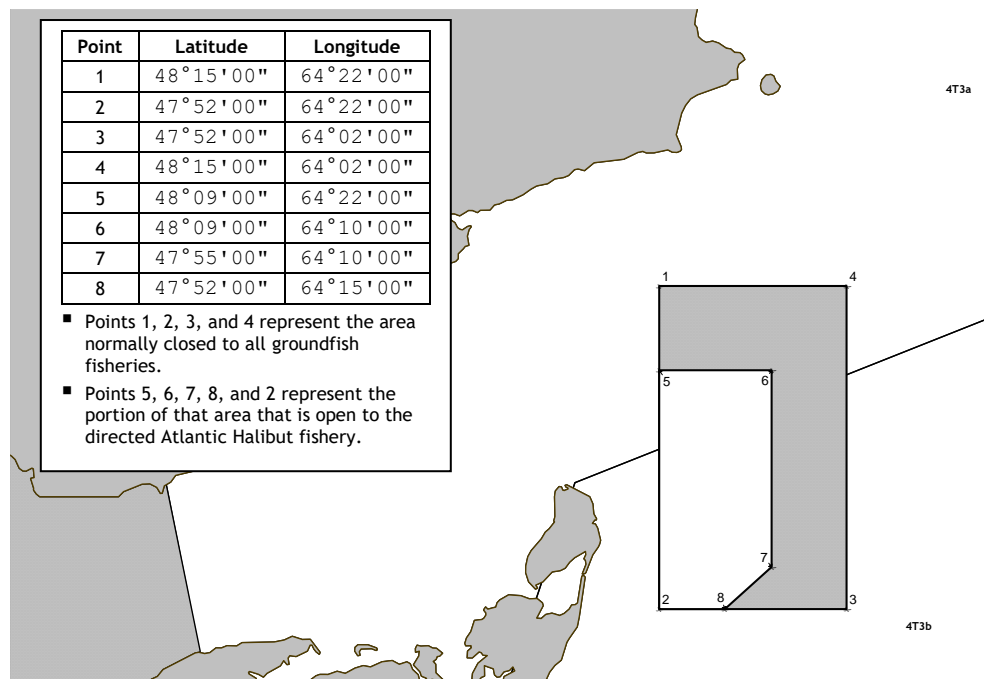 Point Latitude Longitude
1 48°15'00" 64°22'00"
2 47°52'00" 64°22'00"
3 47°52'00" 64°02'00"
4 48°15'00" 64°02'00"
5 48°09'00" 64°22'00"
6 48°09'00" 64°10'00"
7 47°55'00" 64°10'00"
8 47°52'00" 64°15'00"
▪ Points 1, 2, 3, and 4 represent the area
normally closed to all groundfish
fisheries.
▪ Points 5, 6, 7, 8, and 2 represent the
portion of that area that is open to the
directed Atlantic Halibut fishery.
4T3a
1 4
5 6
7
2 8 3
4T3b